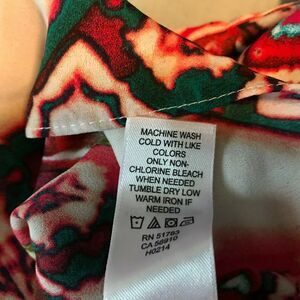 MACHINE WASH
COLD WITH LIKE
COLORS
ONLY NON-
CHLORINE BLEACH
WHEN NEEDED
TUMBLE DRY LOW
WARM IRON IF
NEEDED
RN 51763
CA 56910
H0214